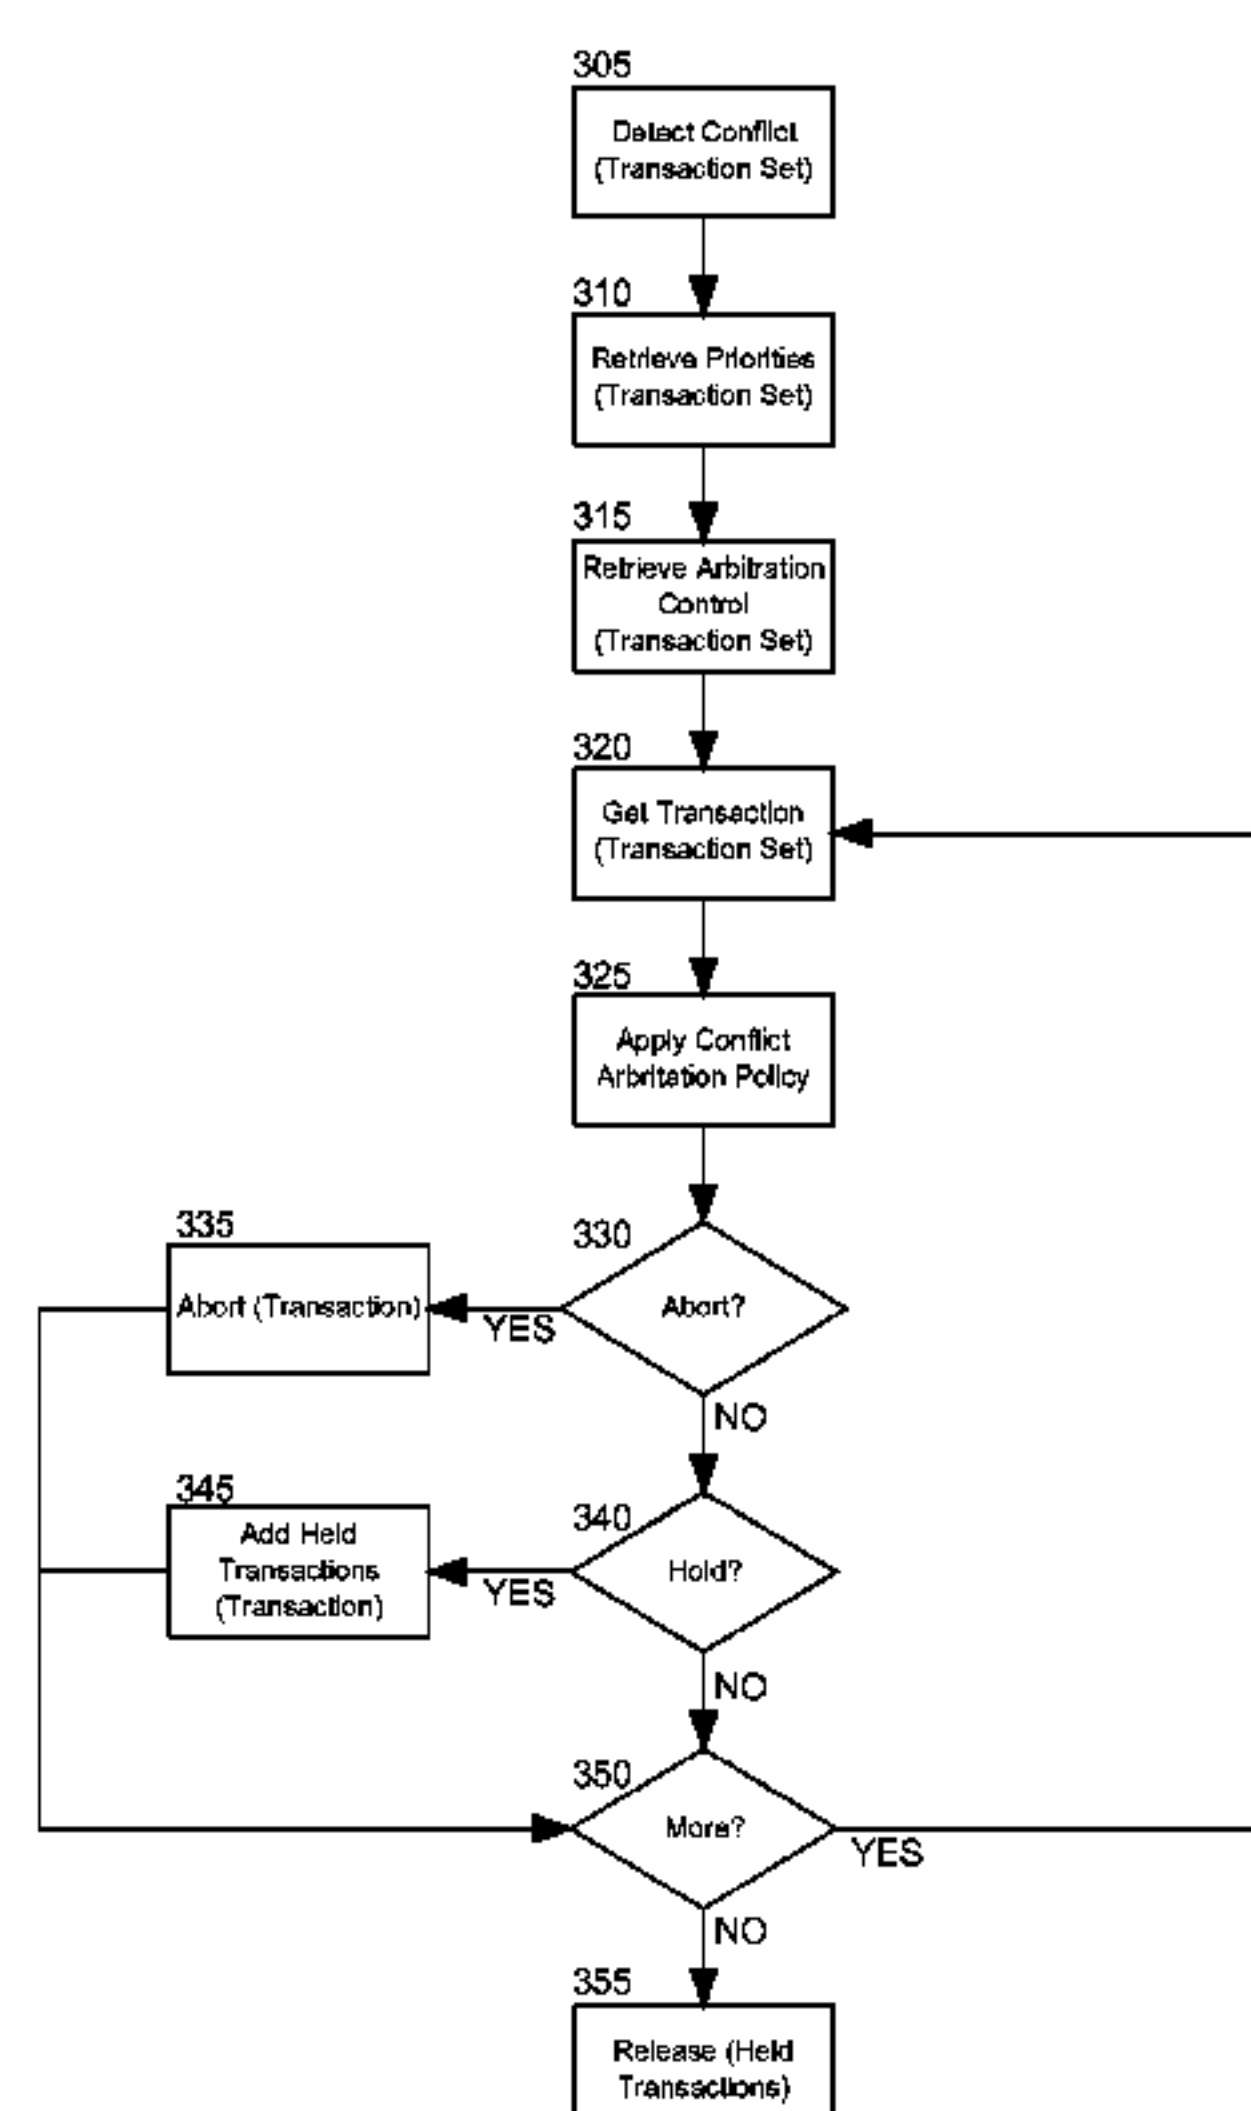 305
Detect Conflict
(Transaction Set)
310
Retrieve Priorities
(Transaction Set)
315
Retrieve Arbitration
Control
(Transaction Set)
320
Get Transaction
(Transaction Set)
325
Apply Conflict
Arbritation Policy
335
330
Abort (Transaction)
YES
Abort?
NO
345
340
Add Held
Transactions
(Transaction)
YES
Hold?
NO
350
More?
YES
NO
355
Release (Held
Transactions)